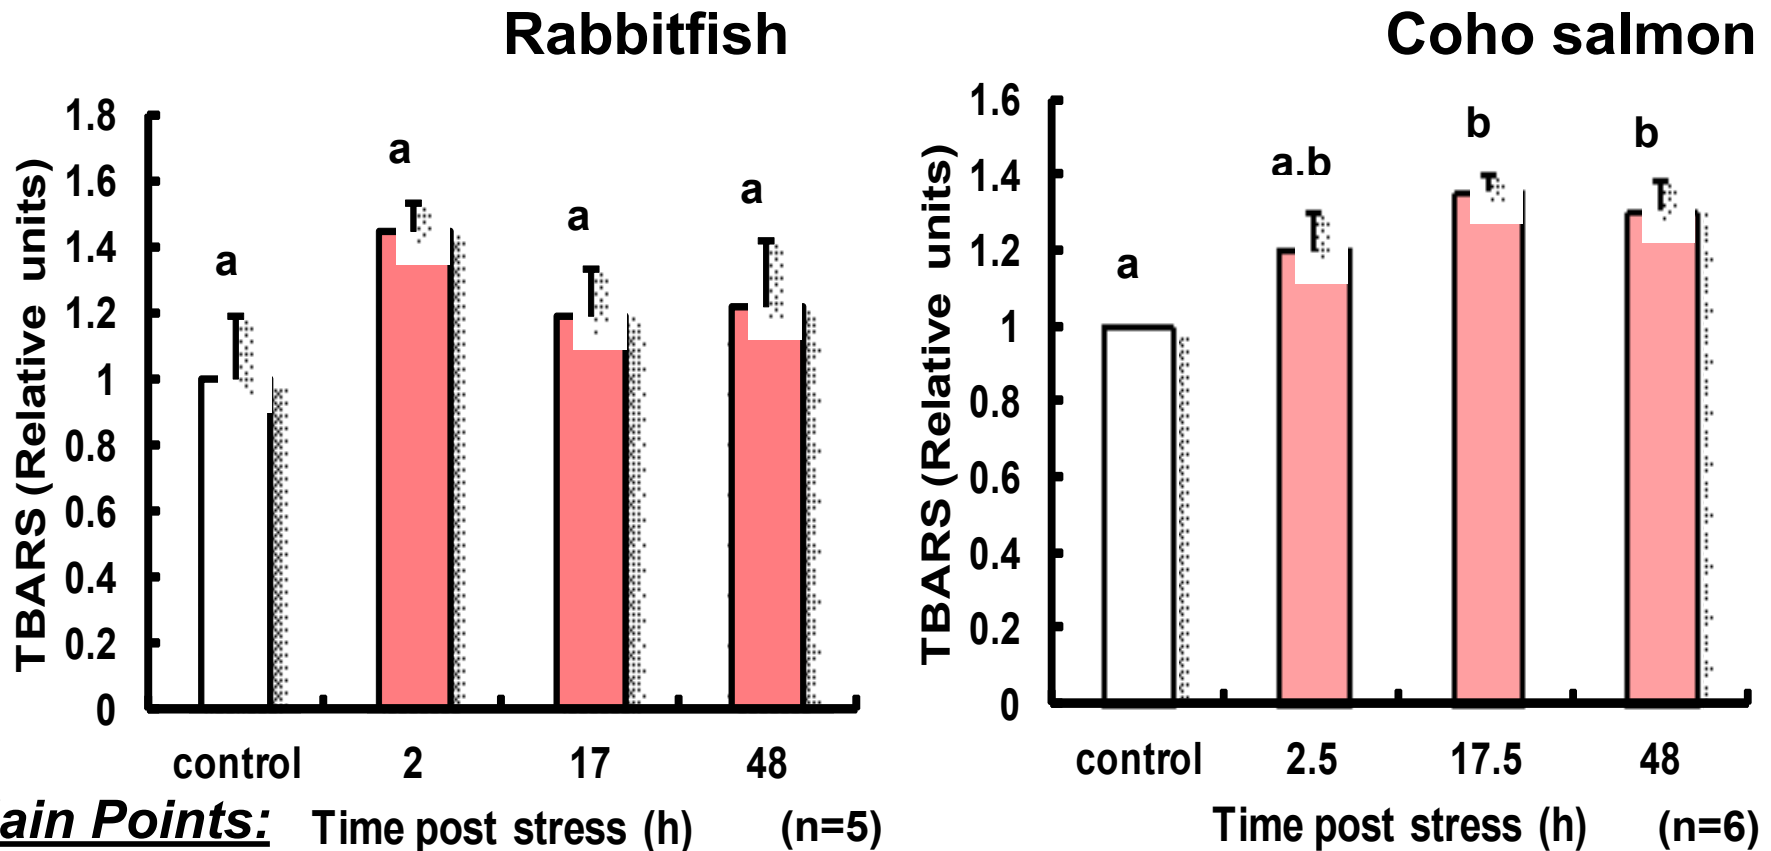 Rabbitfish
TBARS (Relative units)
1.8
1.6
1.4
1.2
1
0.8
0.6
0.4
0.2
0
a
a
a
a
control 2 17 48
Time post stress (h) (n=5)
Coho salmon
TBARS (Relative units)
1.6
1.4
1.2
1
0.8
0.6
0.4
0.2
0
a
a.b
b
b
control 2.5 17.5 48
Time post stress (h) (n=6)
ain Points: